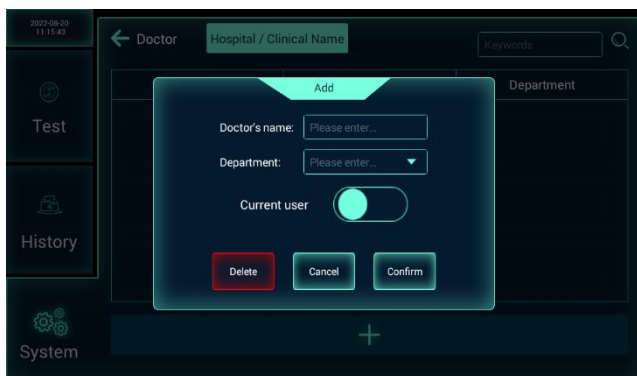 2022-08-20
11:15:43
Doctor
Hospital / Clinical Name
Keywords
Add
Department
Test
Doctor's name:
Please enter...
Department:
Please enter...
Current user
History
Delete
Cancel
Confirm
System